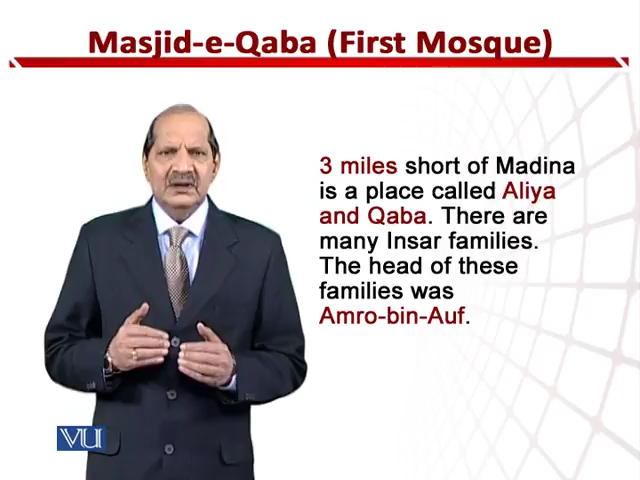 Masjid-e-Qaba (First Mosque)
3 miles short of Madina
is a place called Aliya
and Qaba. There are
many Insar families.
The head of these
families was
Amro-bin-Auf.
VU